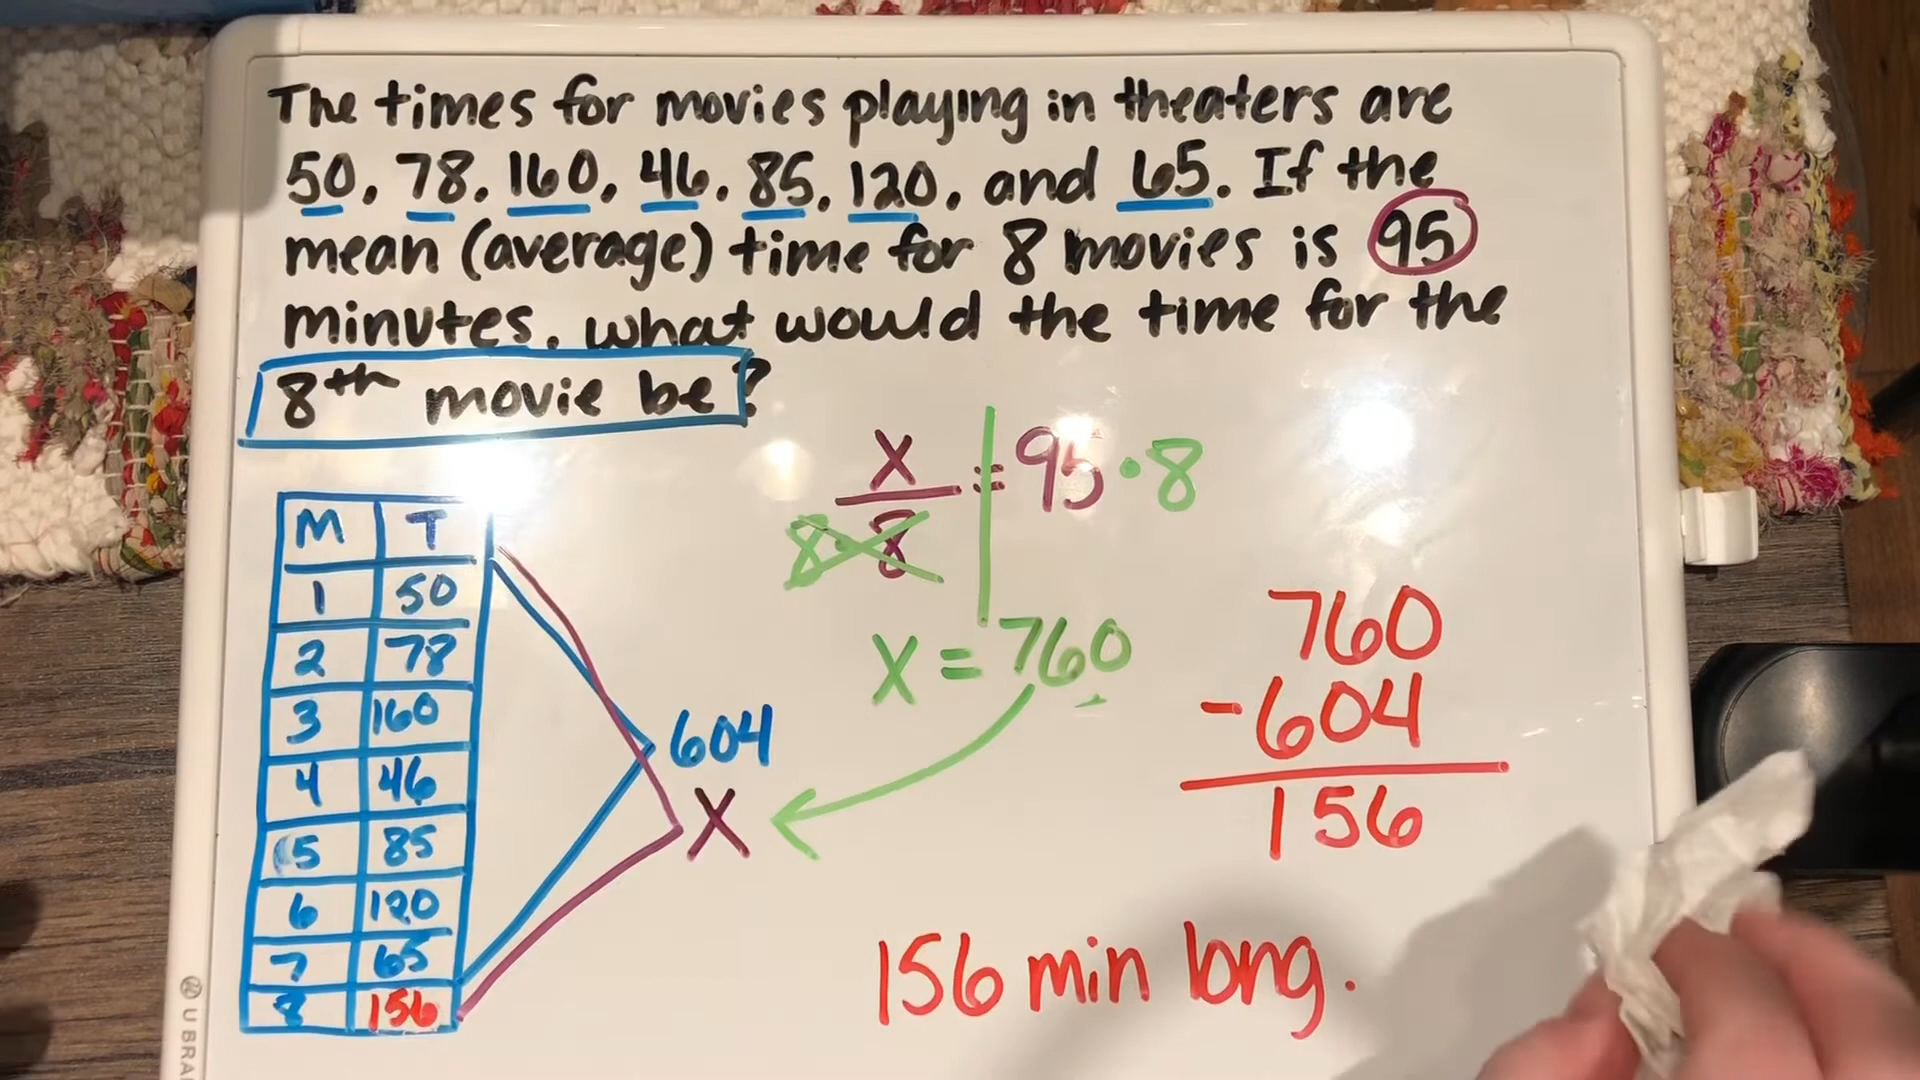 The times for movies playing in theaters are
50, 78, 160, 46, 85, 120, and 65. If the
mean (average) time for 8 movies is 95
minutes, what would the time for the
8th movie be?
x
= 95 · 8
8 · 8
x = 760
M T
1 50
2 78
3 160
4 46
5 85
6 120
7 65
8 156
604
X
760
-604
156
156 min long.